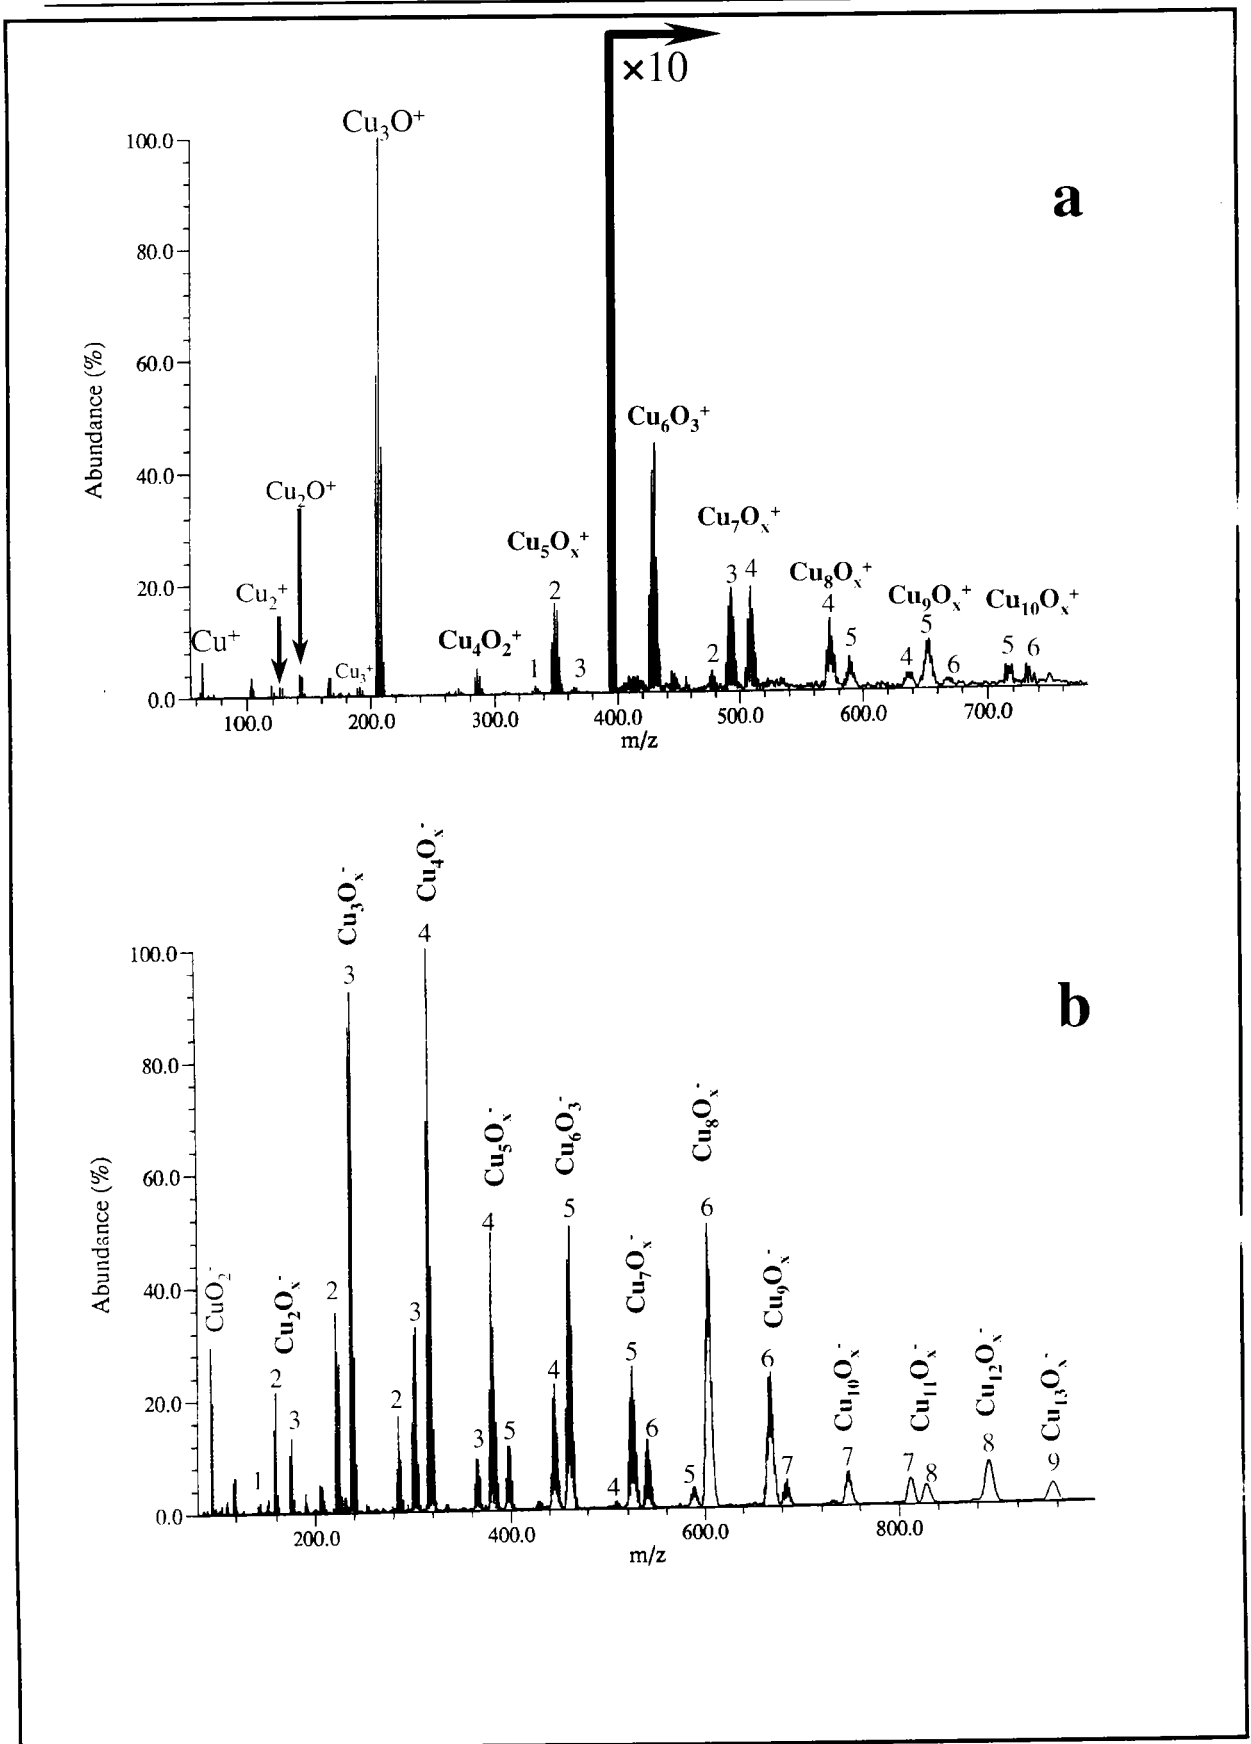 ×10
Cu₃O⁺
100.0
a
80.0
Abundance (%)
60.0
Cu₆O₃⁺
40.0
Cu₂O⁺
Cu₇Oₓ⁺
Cu₅Oₓ⁺
3 4
Cu₈Oₓ⁺
20.0
Cu₂⁺
2
4
Cu₉Oₓ⁺
Cu₁₀Oₓ⁺
5
Cu⁺
Cu₄O₂⁺
Cu₃⁺
1 3
2
5
4 6
5 6
0.0
100.0 200.0 300.0 400.0 500.0 600.0 700.0
m/z
Cu₄Oₓ⁻
Cu₃Oₓ⁻
4
100.0
3
b
80.0
Abundance (%)
Cu₅Oₓ⁻
Cu₆O₃⁻
Cu₈Oₓ⁻
60.0
4
5
6
Cu₇Oₓ⁻
Cu₉Oₓ⁻
40.0
CuO₂⁻
Cu₂Oₓ⁻
2
3
5
6
Cu₁₀Oₓ⁻
Cu₁₁Oₓ⁻
Cu₁₂Oₓ⁻
Cu₁₃Oₓ⁻
20.0
2
3
2
4
3 5
6
7
7 8
8
9
1
4
5
7
0.0
200.0 400.0 600.0 800.0
m/z